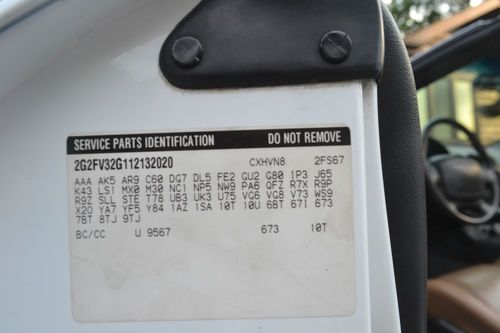 SERVICE PARTS IDENTIFICATION DO NOT REMOVE
2G2FV32G112132020 CXHVN8 2FS67
AAA AK5 AR9 C60 DG7 DL5 FE2 GU2 G80 IP3 J65
K43 LS1 MX0 M30 NC1 NP5 NW9 PA6 QFZ R7X R9P
R9Z SLL STE T78 UB3 UK3 U75 VG6 VG8 V73 WS9
X20 YA7 YF5 Y84 1AZ 1SA 10T 10U 6BT 67I 673
7BT 8TJ 9TJ
BC/CC U 9567 673 10T